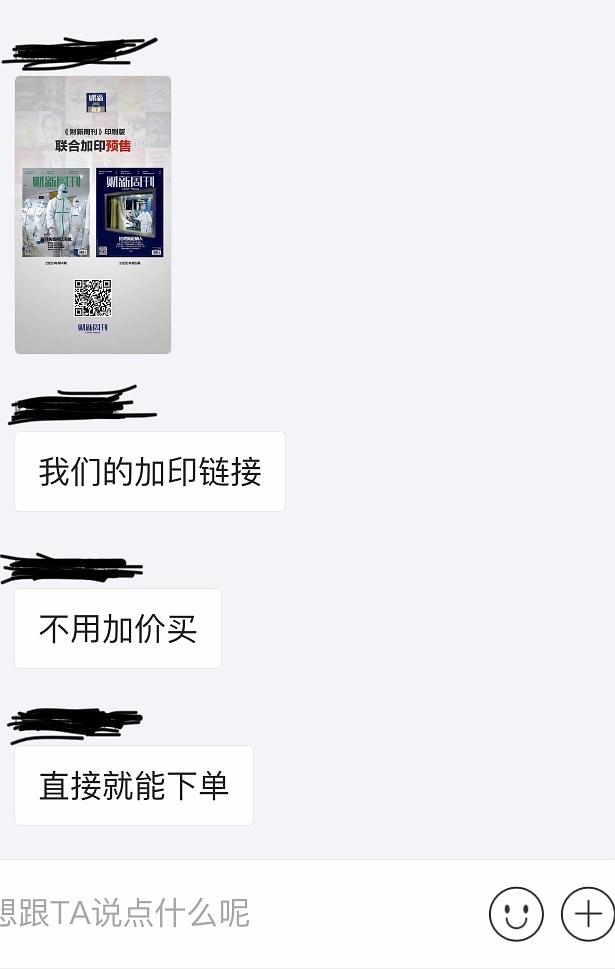 财新
《财新周刊》印刷版
联合加印预售
财新周刊
财新周刊
2020年第4期
2020年第5期
财新周刊
我们的加印链接
不用加价买
直接就能下单
想跟TA说点什么呢